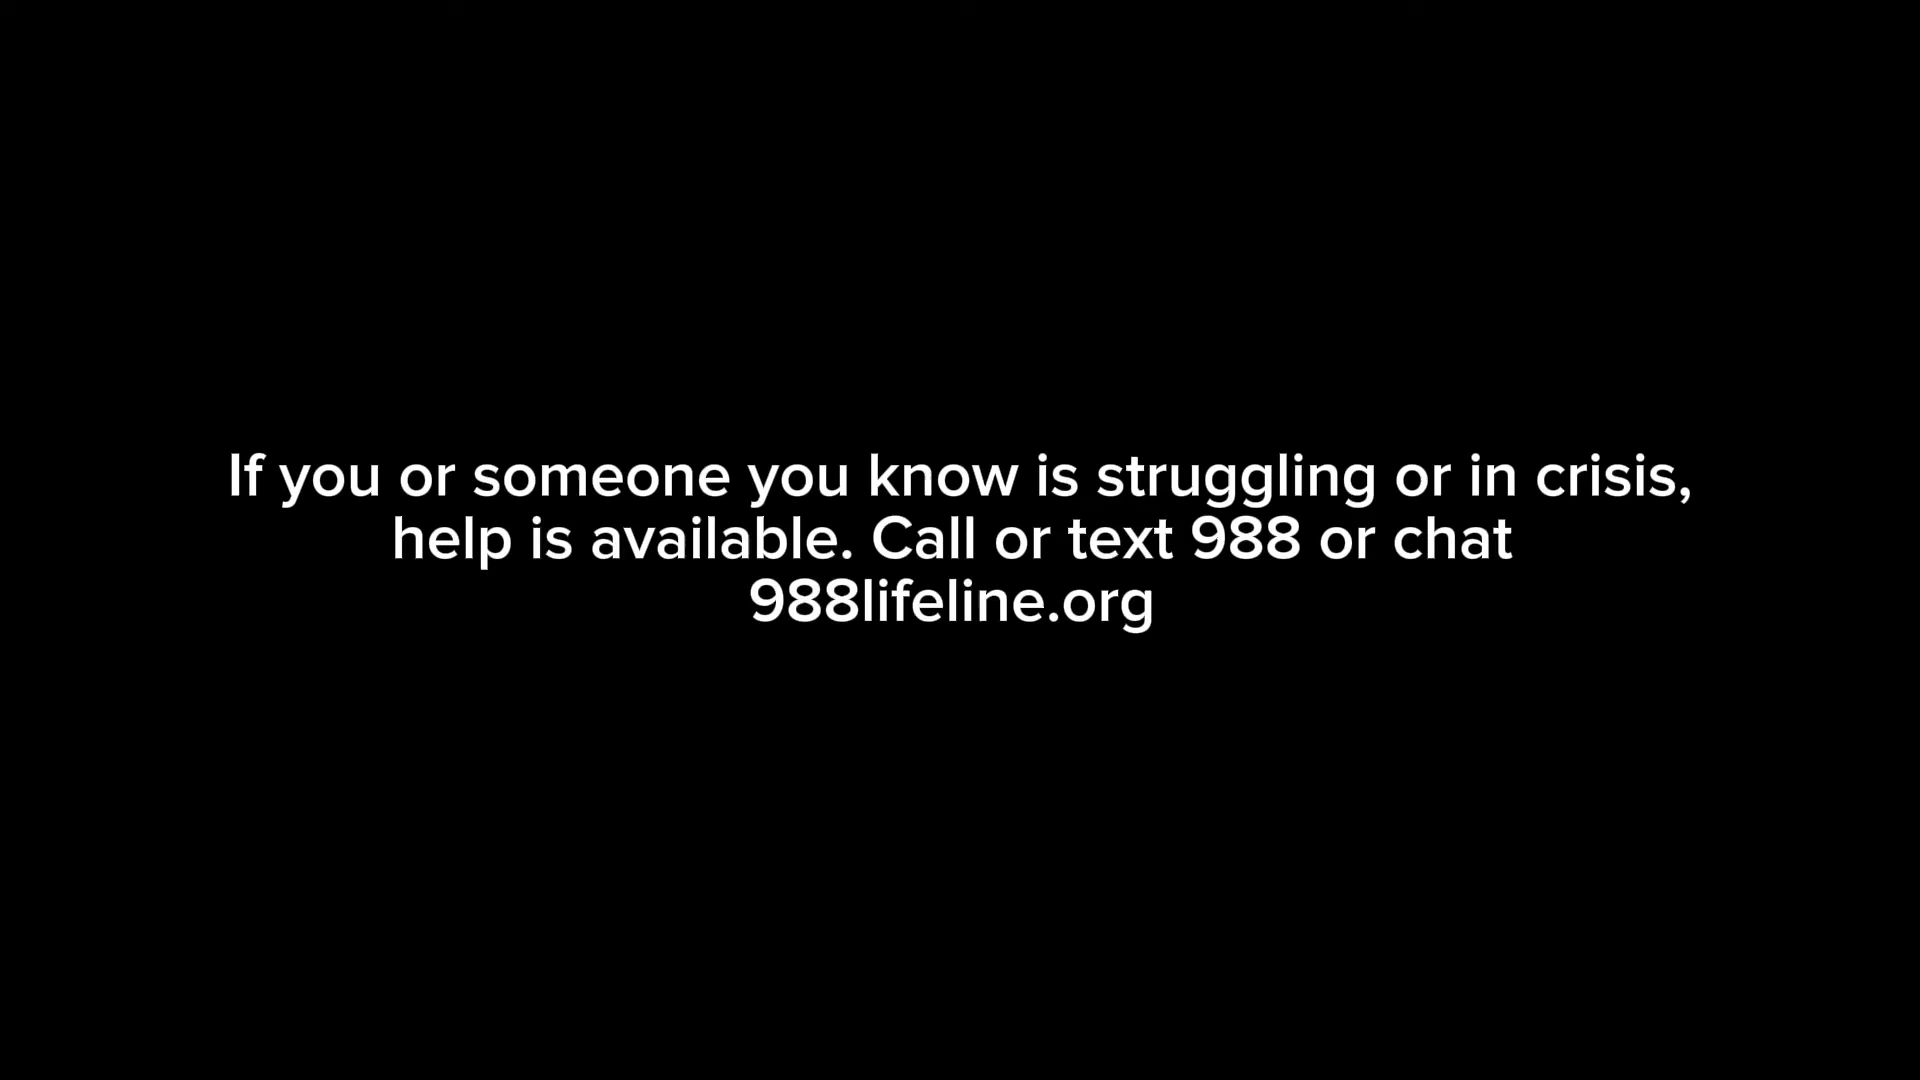 If you or someone you know is struggling or in crisis,
help is available. Call or text 988 or chat
988lifeline.org